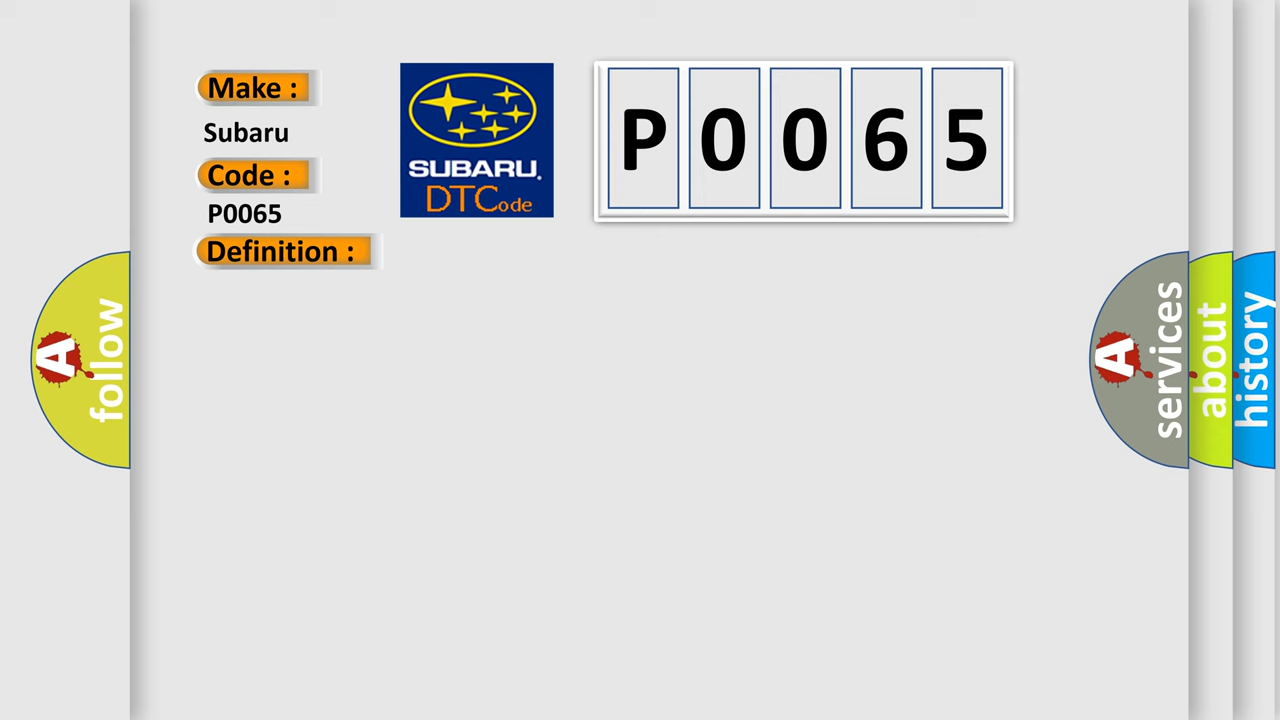 Make :
Subaru
Code :
P0065
Definition :
SUBARU.
DTCode
P0065
A
follow
A
services
about
history